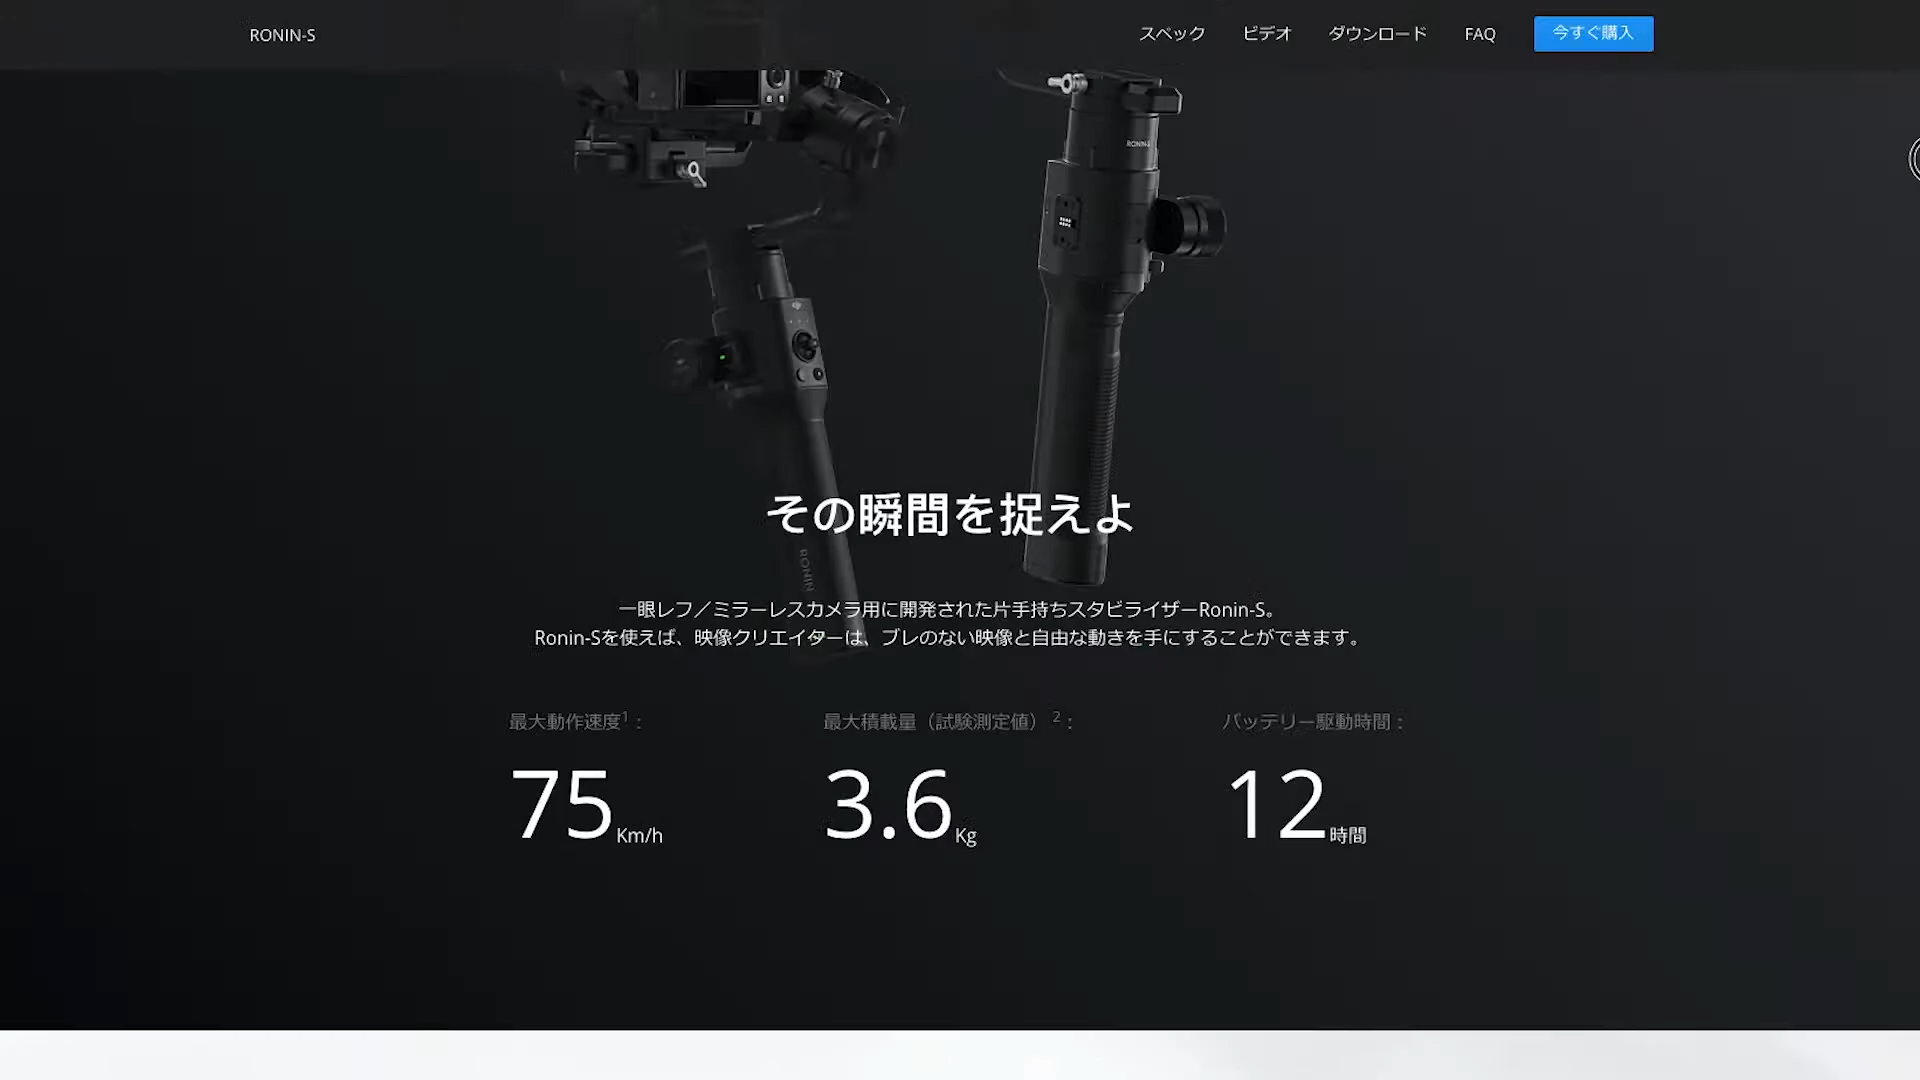 RONIN-S
スペック
ビデオ
ダウンロード
FAQ
今すぐ購入
RONIN-S
RONIN
その瞬間を捉えよ
一眼レフ／ミラーレスカメラ用に開発された片手持ちスタビライザーRonin-S。
Ronin-Sを使えば、映像クリエイターは、ブレのない映像と自由な動きを手にすることができます。
最大動作速度1：
75 Km/h
最大積載量（試験測定値） 2：
3.6 Kg
バッテリー駆動時間：
12 時間